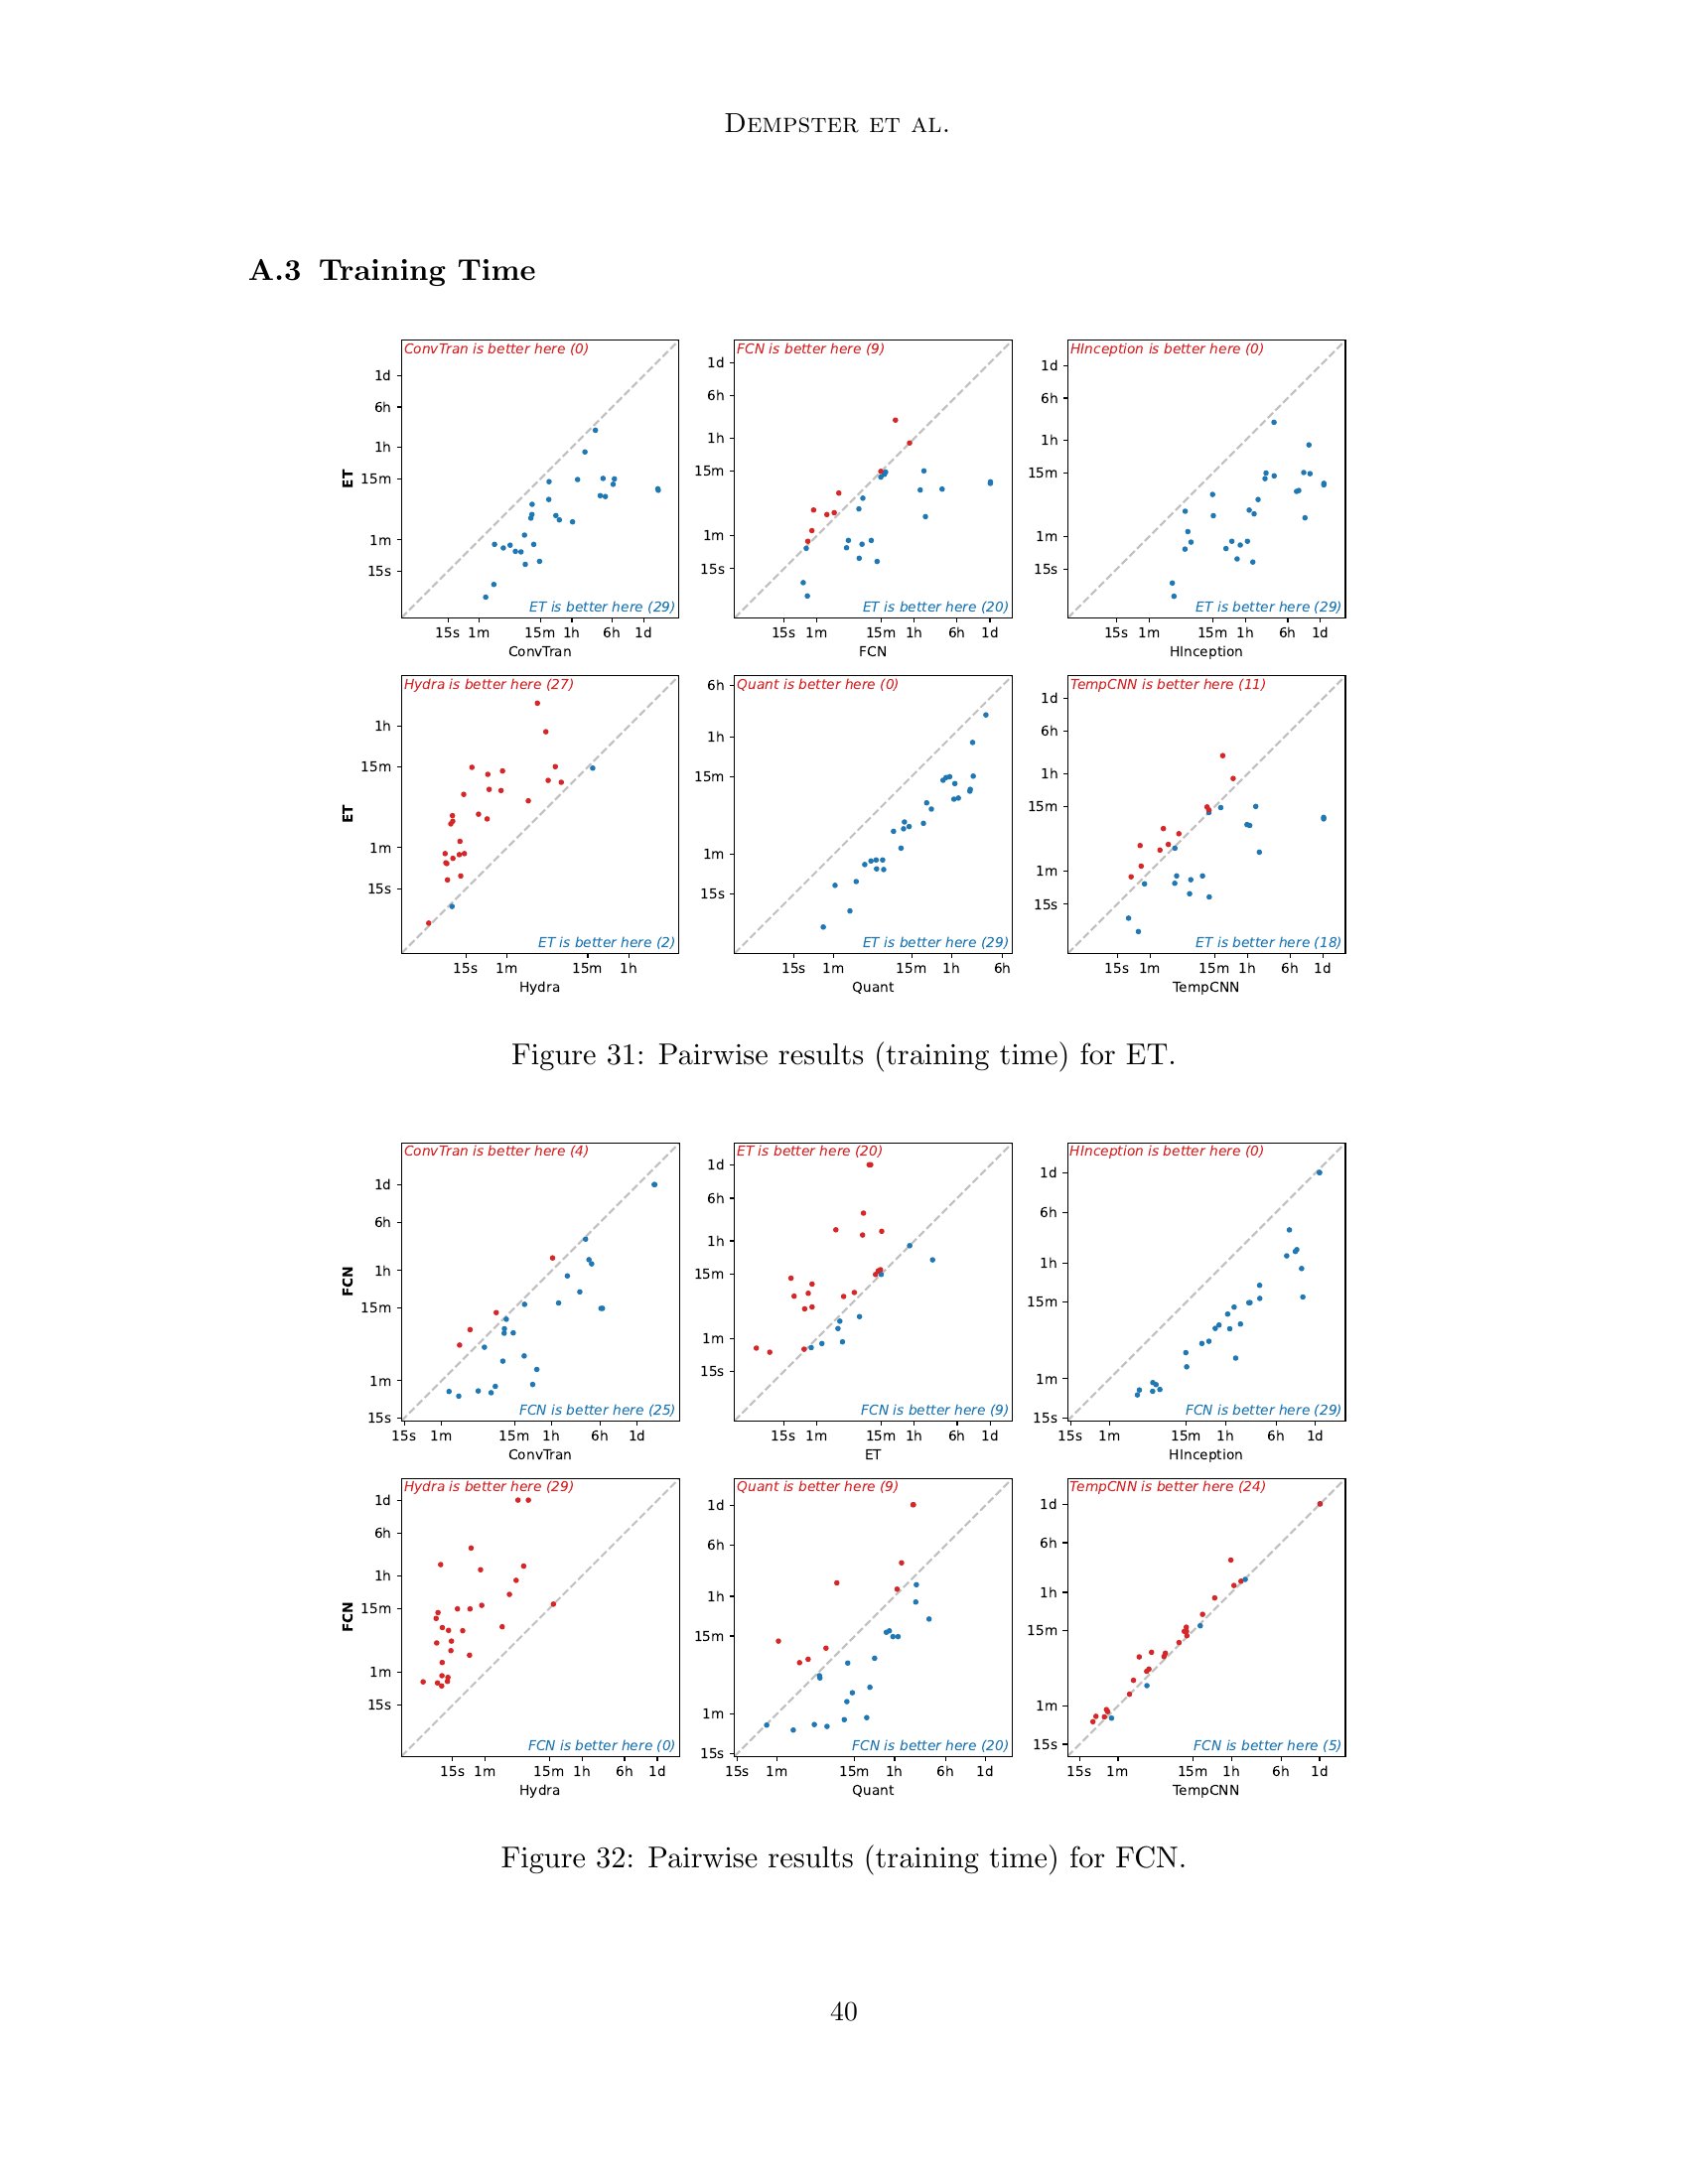 DEMPSTER ET AL.
A.3 Training Time
ConvTran is better here (0)
1d
6h
1h
15m
1m
15s
ET
ET is better here (29)
15s 1m 15m 1h 6h 1d
ConvTran
FCN is better here (9)
1d
6h
1h
15m
1m
15s
ET is better here (20)
15s 1m 15m 1h 6h 1d
FCN
HInception is better here (0)
1d
6h
1h
15m
1m
15s
ET is better here (29)
15s 1m 15m 1h 6h 1d
HInception
Hydra is better here (27)
1h
15m
1m
15s
ET
ET is better here (2)
15s 1m 15m 1h
Hydra
Quant is better here (0)
6h
1h
15m
1m
15s
ET is better here (29)
15s 1m 15m 1h 6h
Quant
TempCNN is better here (11)
1d
6h
1h
15m
1m
15s
ET is better here (18)
15s 1m 15m 1h 6h 1d
TempCNN
Figure 31: Pairwise results (training time) for ET.
ConvTran is better here (4)
1d
6h
1h
15m
1m
15s
FCN
FCN is better here (25)
15s 1m 15m 1h 6h 1d
ConvTran
ET is better here (20)
1d
6h
1h
15m
1m
15s
FCN is better here (9)
15s 1m 15m 1h 6h 1d
ET
HInception is better here (0)
1d
6h
1h
15m
1m
15s
FCN is better here (29)
15s 1m 15m 1h 6h 1d
HInception
Hydra is better here (29)
1d
6h
1h
15m
1m
15s
FCN
FCN is better here (0)
15s 1m 15m 1h 6h 1d
Hydra
Quant is better here (9)
1d
6h
1h
15m
1m
15s
FCN is better here (20)
15s 1m 15m 1h 6h 1d
Quant
TempCNN is better here (24)
1d
6h
1h
15m
1m
15s
FCN is better here (5)
15s 1m 15m 1h 6h 1d
TempCNN
Figure 32: Pairwise results (training time) for FCN.
40